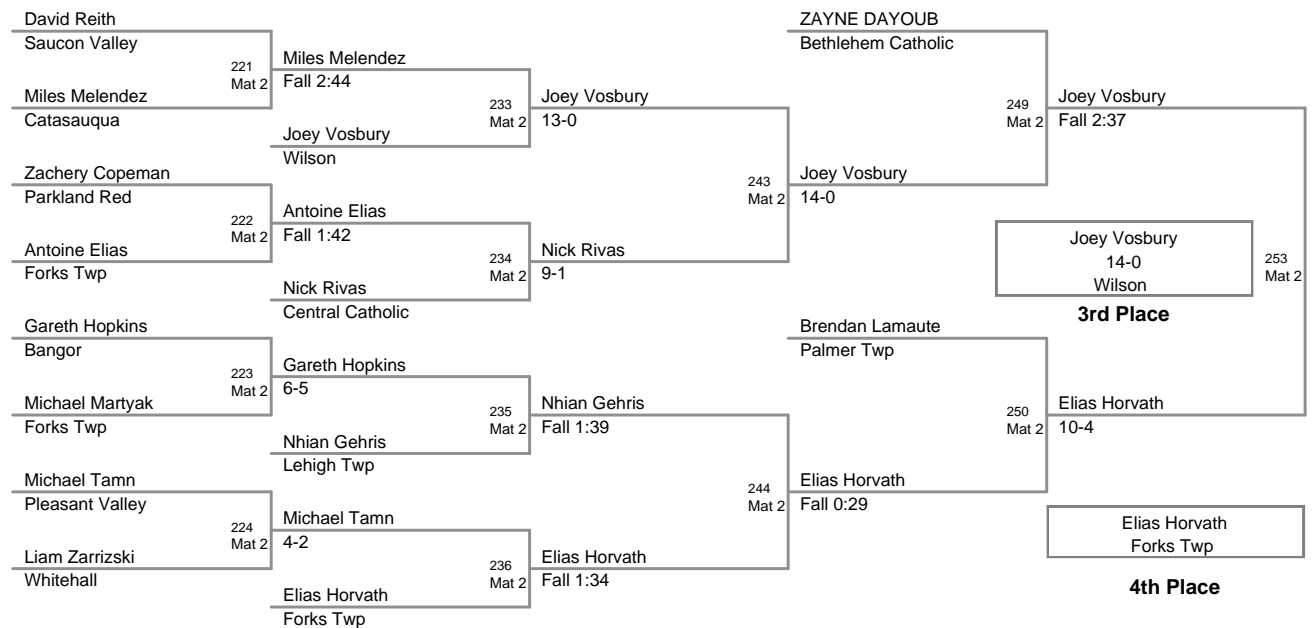 David Reith
Saucon Valley
221
Mat 2
Miles Melendez
Fall 2:44
Miles Melendez
Catasauqua
233
Mat 2
Joey Vosbury
13-0
Joey Vosbury
Wilson
Zachery Copeman
Parkland Red
222
Mat 2
Antoine Elias
Fall 1:42
Antoine Elias
Forks Twp
234
Mat 2
Nick Rivas
9-1
Nick Rivas
Central Catholic
243
Mat 2
Joey Vosbury
14-0
ZAYNE DAYOUB
Bethlehem Catholic
249
Mat 2
Joey Vosbury
Fall 2:37
Joey Vosbury
14-0
Wilson
3rd Place
253
Mat 2
Gareth Hopkins
Bangor
223
Mat 2
Gareth Hopkins
6-5
Michael Martyak
Forks Twp
235
Mat 2
Nhian Gehris
Fall 1:39
Nhian Gehris
Lehigh Twp
Michael Tamn
Pleasant Valley
224
Mat 2
Michael Tamn
4-2
Liam Zarrizski
Whitehall
236
Mat 2
Elias Horvath
Fall 1:34
Elias Horvath
Forks Twp
244
Mat 2
Elias Horvath
Fall 0:29
Brendan Lamaute
Palmer Twp
250
Mat 2
Elias Horvath
10-4
Elias Horvath
Forks Twp
4th Place